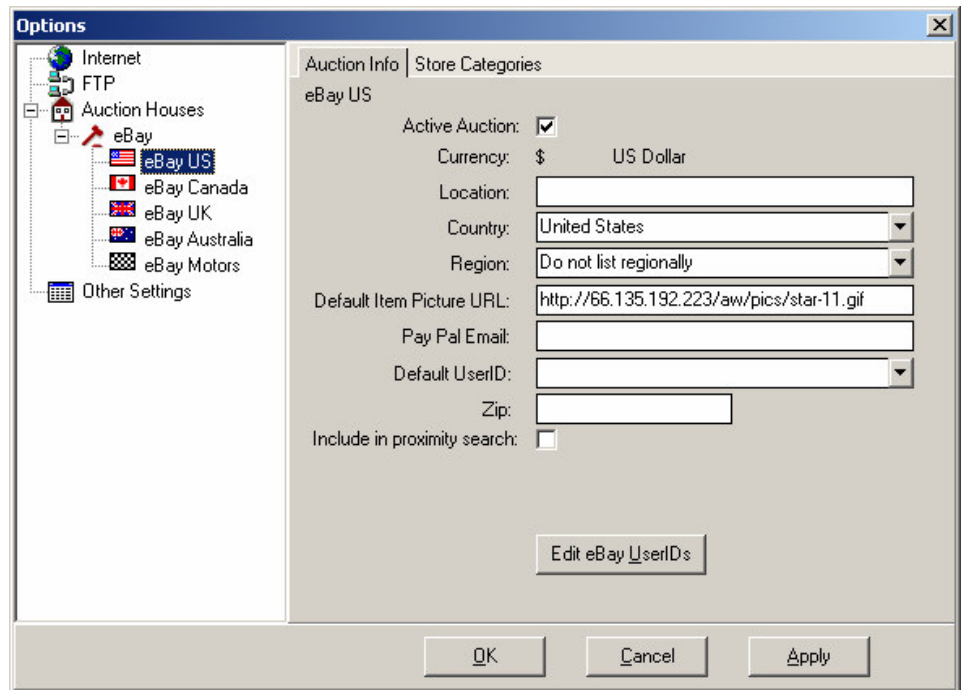 Options
Internet
FTP
Auction Houses
eBay
eBay US
eBay Canada
eBay UK
eBay Australia
eBay Motors
Other Settings
Auction Info
Store Categories
eBay US
Active Auction:
Currency: $ US Dollar
Location:
Country: United States
Region: Do not list regionally
Default Item Picture URL: http://66.135.192.223/aw/pics/star-11.gif
Pay Pal Email:
Default UserID:
Zip:
Include in proximity search:
Edit eBay UserIDs
OK
Cancel
Apply